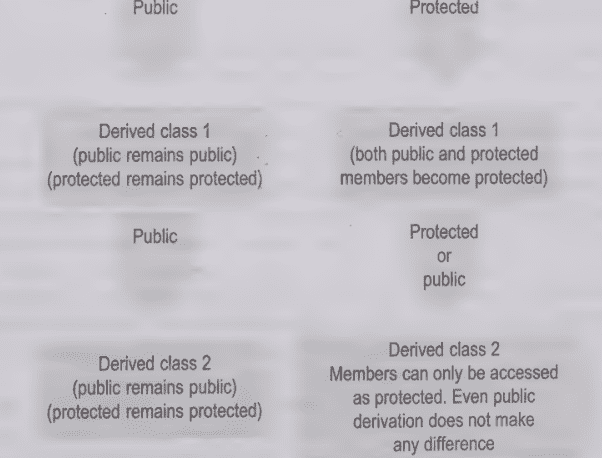 Public
Protected
Derived class 1
(public remains public)
(protected remains protected)
Derived class 1
(both public and protected
members become protected)
Public
Protected
or
public
Derived class 2
(public remains public)
(protected remains protected)
Derived class 2
Members can only be accessed
as protected. Even public
derivation does not make
any difference